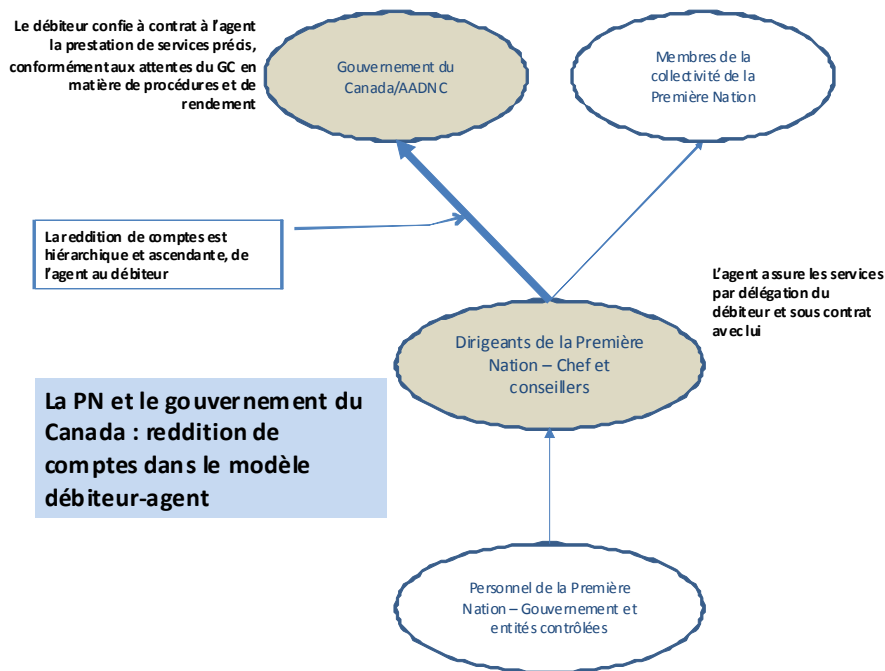 Le débiteur confie à contrat à l’agent
la prestation de services précis,
conformément aux attentes du GC en
matière de procédures et de
rendement
Gouvernement du
Canada/AADNC
Membres de la
collectivité de la
Première Nation
La reddition de comptes est
hiérarchique et ascendante, de
l’agent au débiteur
L’agent assure les services
par délégation du
débiteur et sous contrat
avec lui
Dirigeants de la Première
Nation – Chef et
conseillers
La PN et le gouvernement du
Canada : reddition de
comptes dans le modèle
débiteur-agent
Personnel de la Première
Nation – Gouvernement et
entités contrôlées